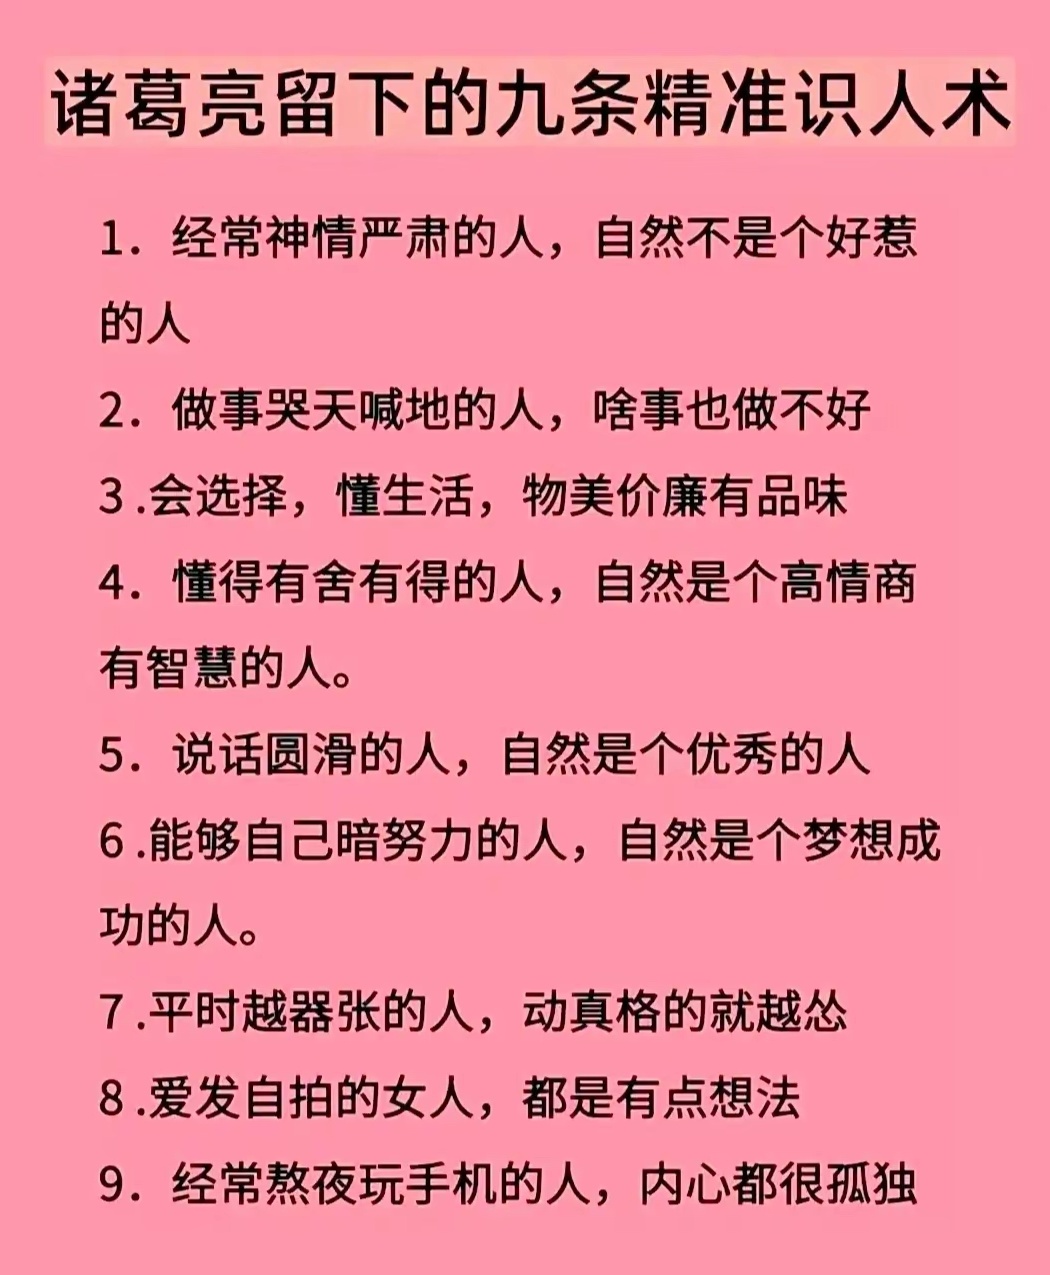 诸葛亮留下的九条精准识人术
1. 经常神情严肃的人，自然不是个好惹
的人
2. 做事哭天喊地的人，啥事也做不好
3.会选择，懂生活，物美价廉有品味
4. 懂得有舍有得的人，自然是个高情商
有智慧的人。
5. 说话圆滑的人，自然是个优秀的人
6.能够自己暗努力的人，自然是个梦想成
功的人。
7.平时越器张的人，动真格的就越怂
8.爱发自拍的女人，都是有点想法
9. 经常熬夜玩手机的人，内心都很孤独